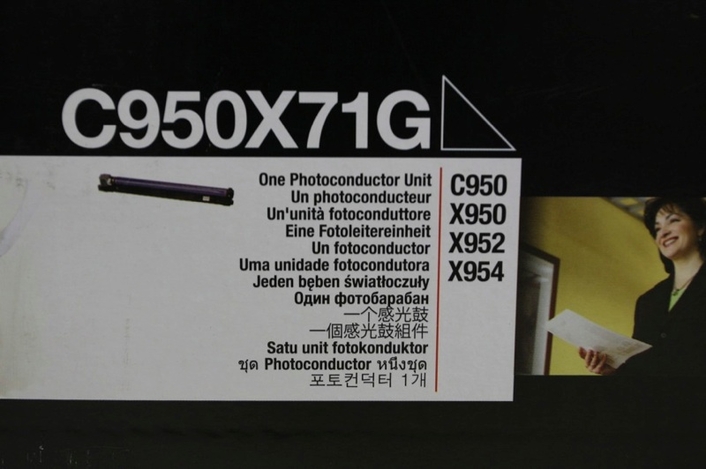 C950X71G
One Photoconductor Unit
Un photoconducteur
Un'unità fotoconduttore
Eine Fotoleitereinheit
Un fotoconductor
Uma unidade fotocondutora
Jeden bęben światłoczuły
Один фотобарабан
一个感光鼓
一個感光鼓組件
Satu unit fotokonduktor
ชุด Photoconductor หนึ่งชุด
포토컨덕터 1개
C950
X950
X952
X954